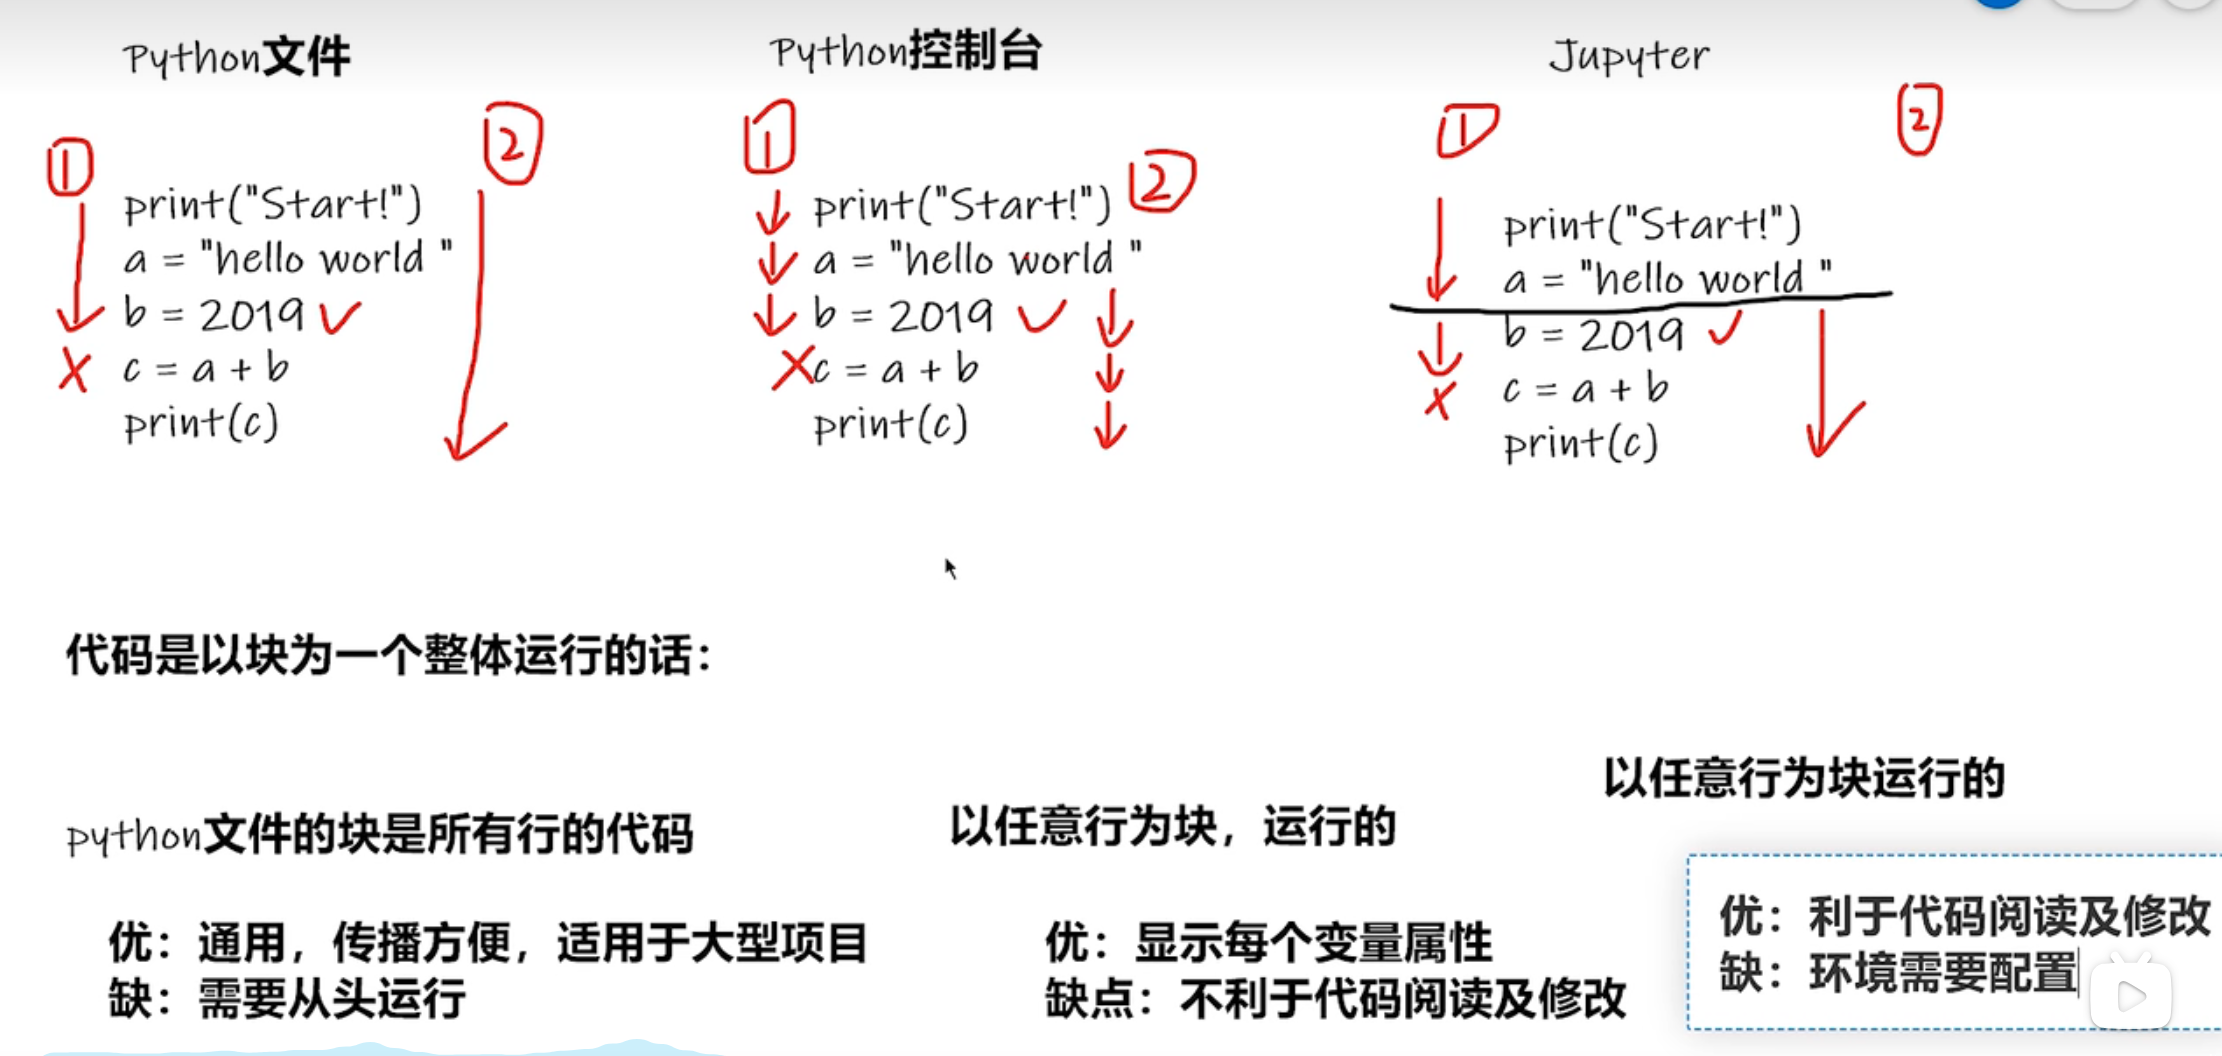 Python文件
Python控制台
Jupyter
1
2
1
2
1
2
print("Start!")
a = "hello world "
b = 2019
c = a + b
print(c)
print("Start!")
a = "hello world "
b = 2019
c = a + b
print(c)
print("Start!")
a = "hello world "
b = 2019
c = a + b
print(c)
代码是以块为一个整体运行的话：
python文件的块是所有行的代码
优：通用，传播方便，适用于大型项目
缺：需要从头运行
以任意行为块，运行的
优：显示每个变量属性
缺点：不利于代码阅读及修改
以任意行为块运行的
优：利于代码阅读及修改
缺：环境需要配置